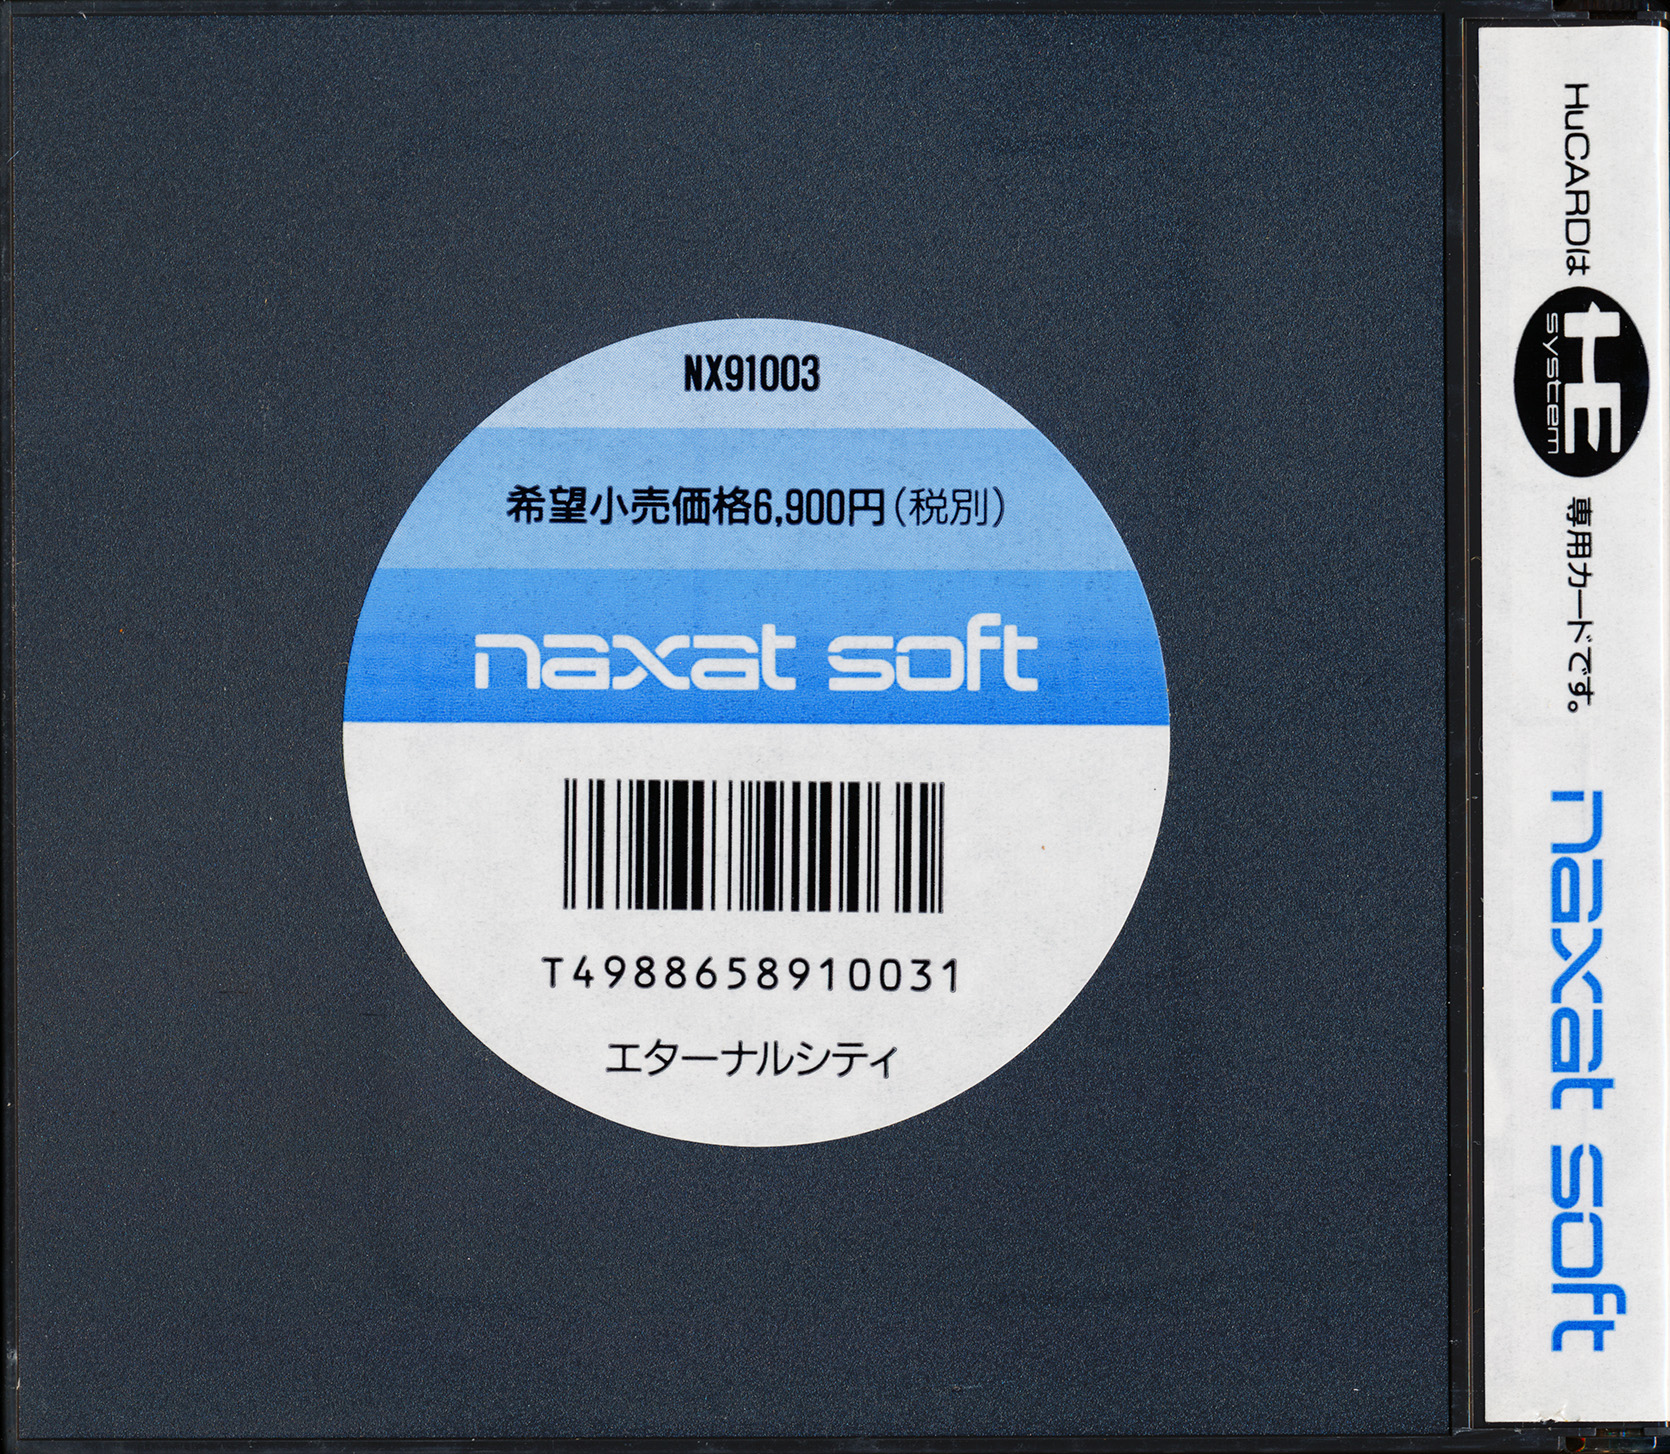 NX91003
希望小売価格6,900円(税別)
naxat soft
T4988658910031
エターナルシティ
HuCARDは HE system 専用カードです。 naxat soft